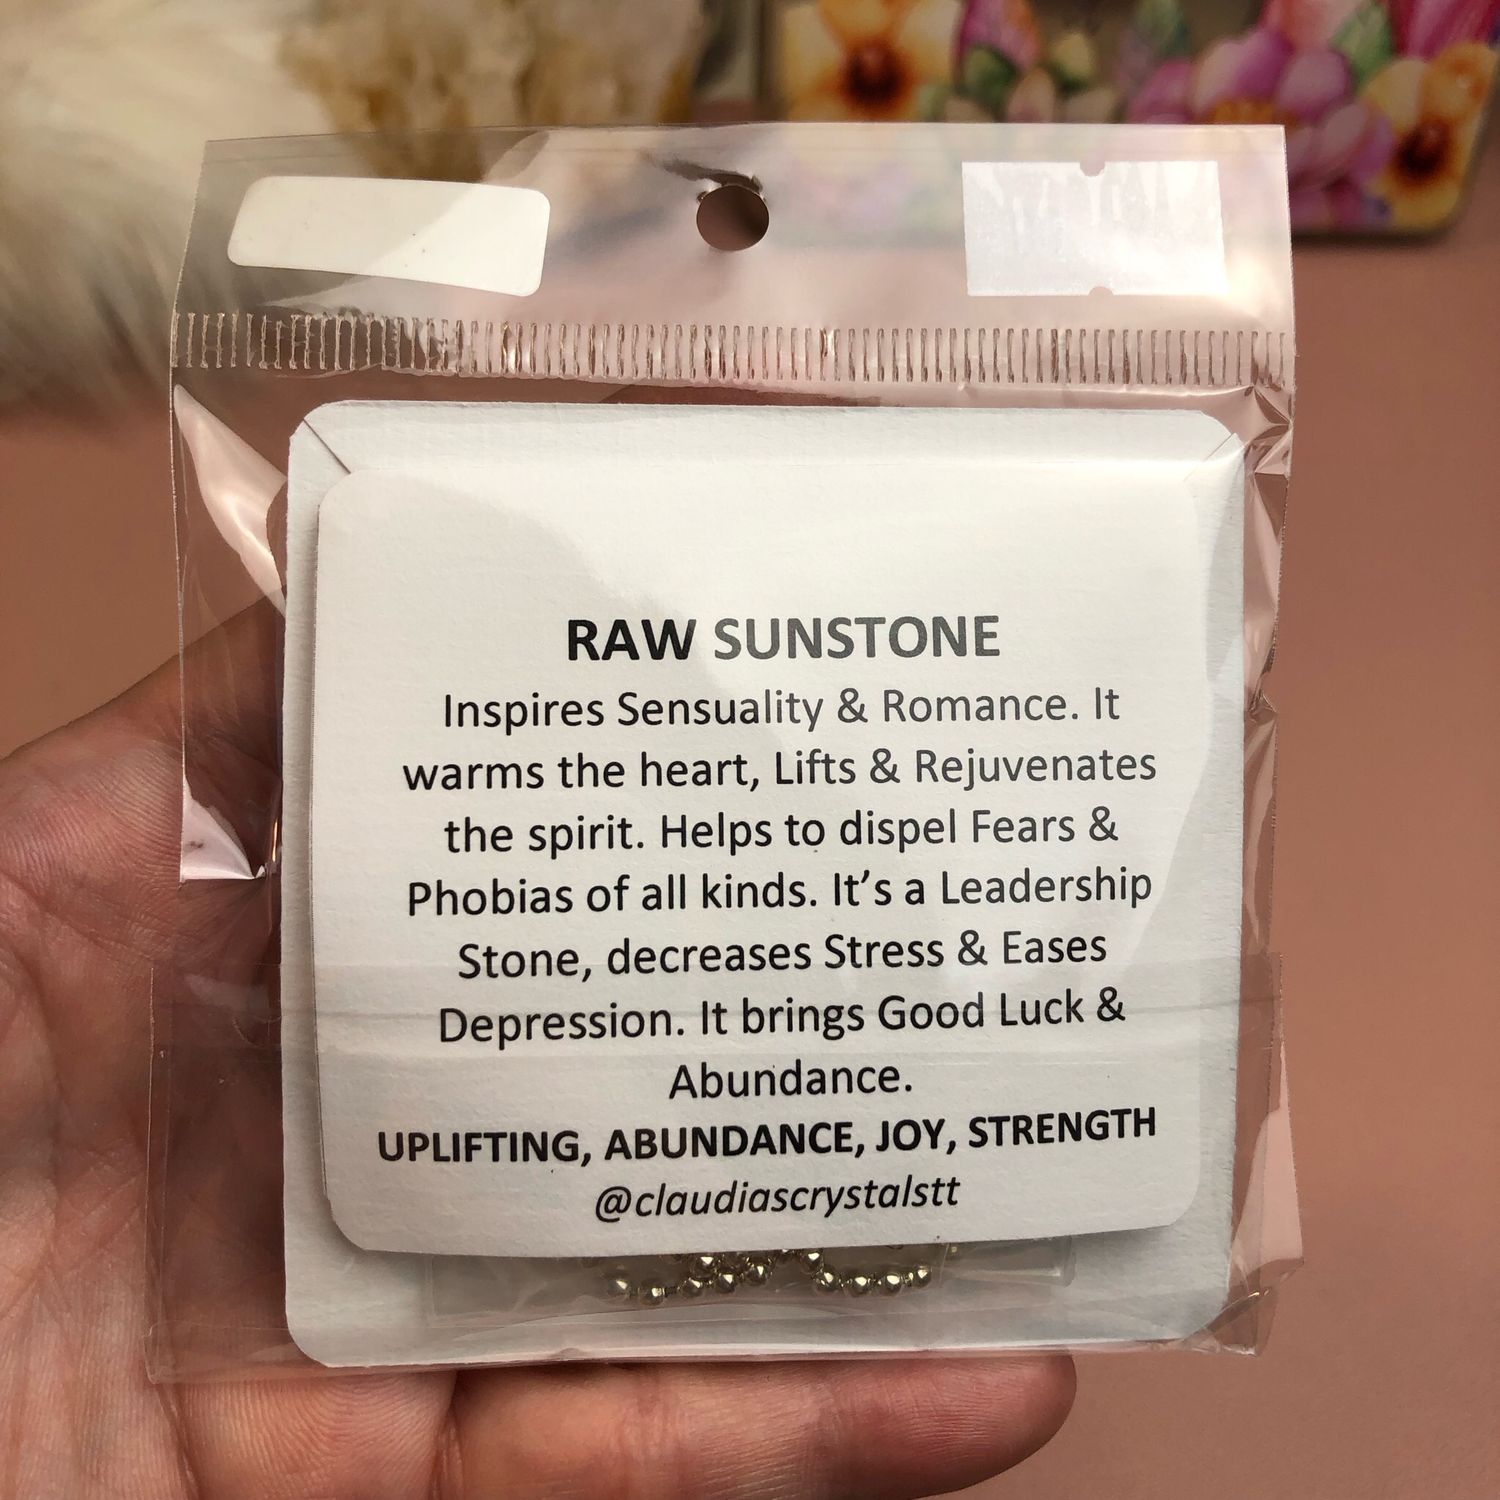 RAW SUNSTONE
Inspires Sensuality & Romance. It
warms the heart, Lifts & Rejuvenates
the spirit. Helps to dispel Fears &
Phobias of all kinds. It’s a Leadership
Stone, decreases Stress & Eases
Depression. It brings Good Luck &
Abundance.
UPLIFTING, ABUNDANCE, JOY, STRENGTH
@claudiascrystalstt